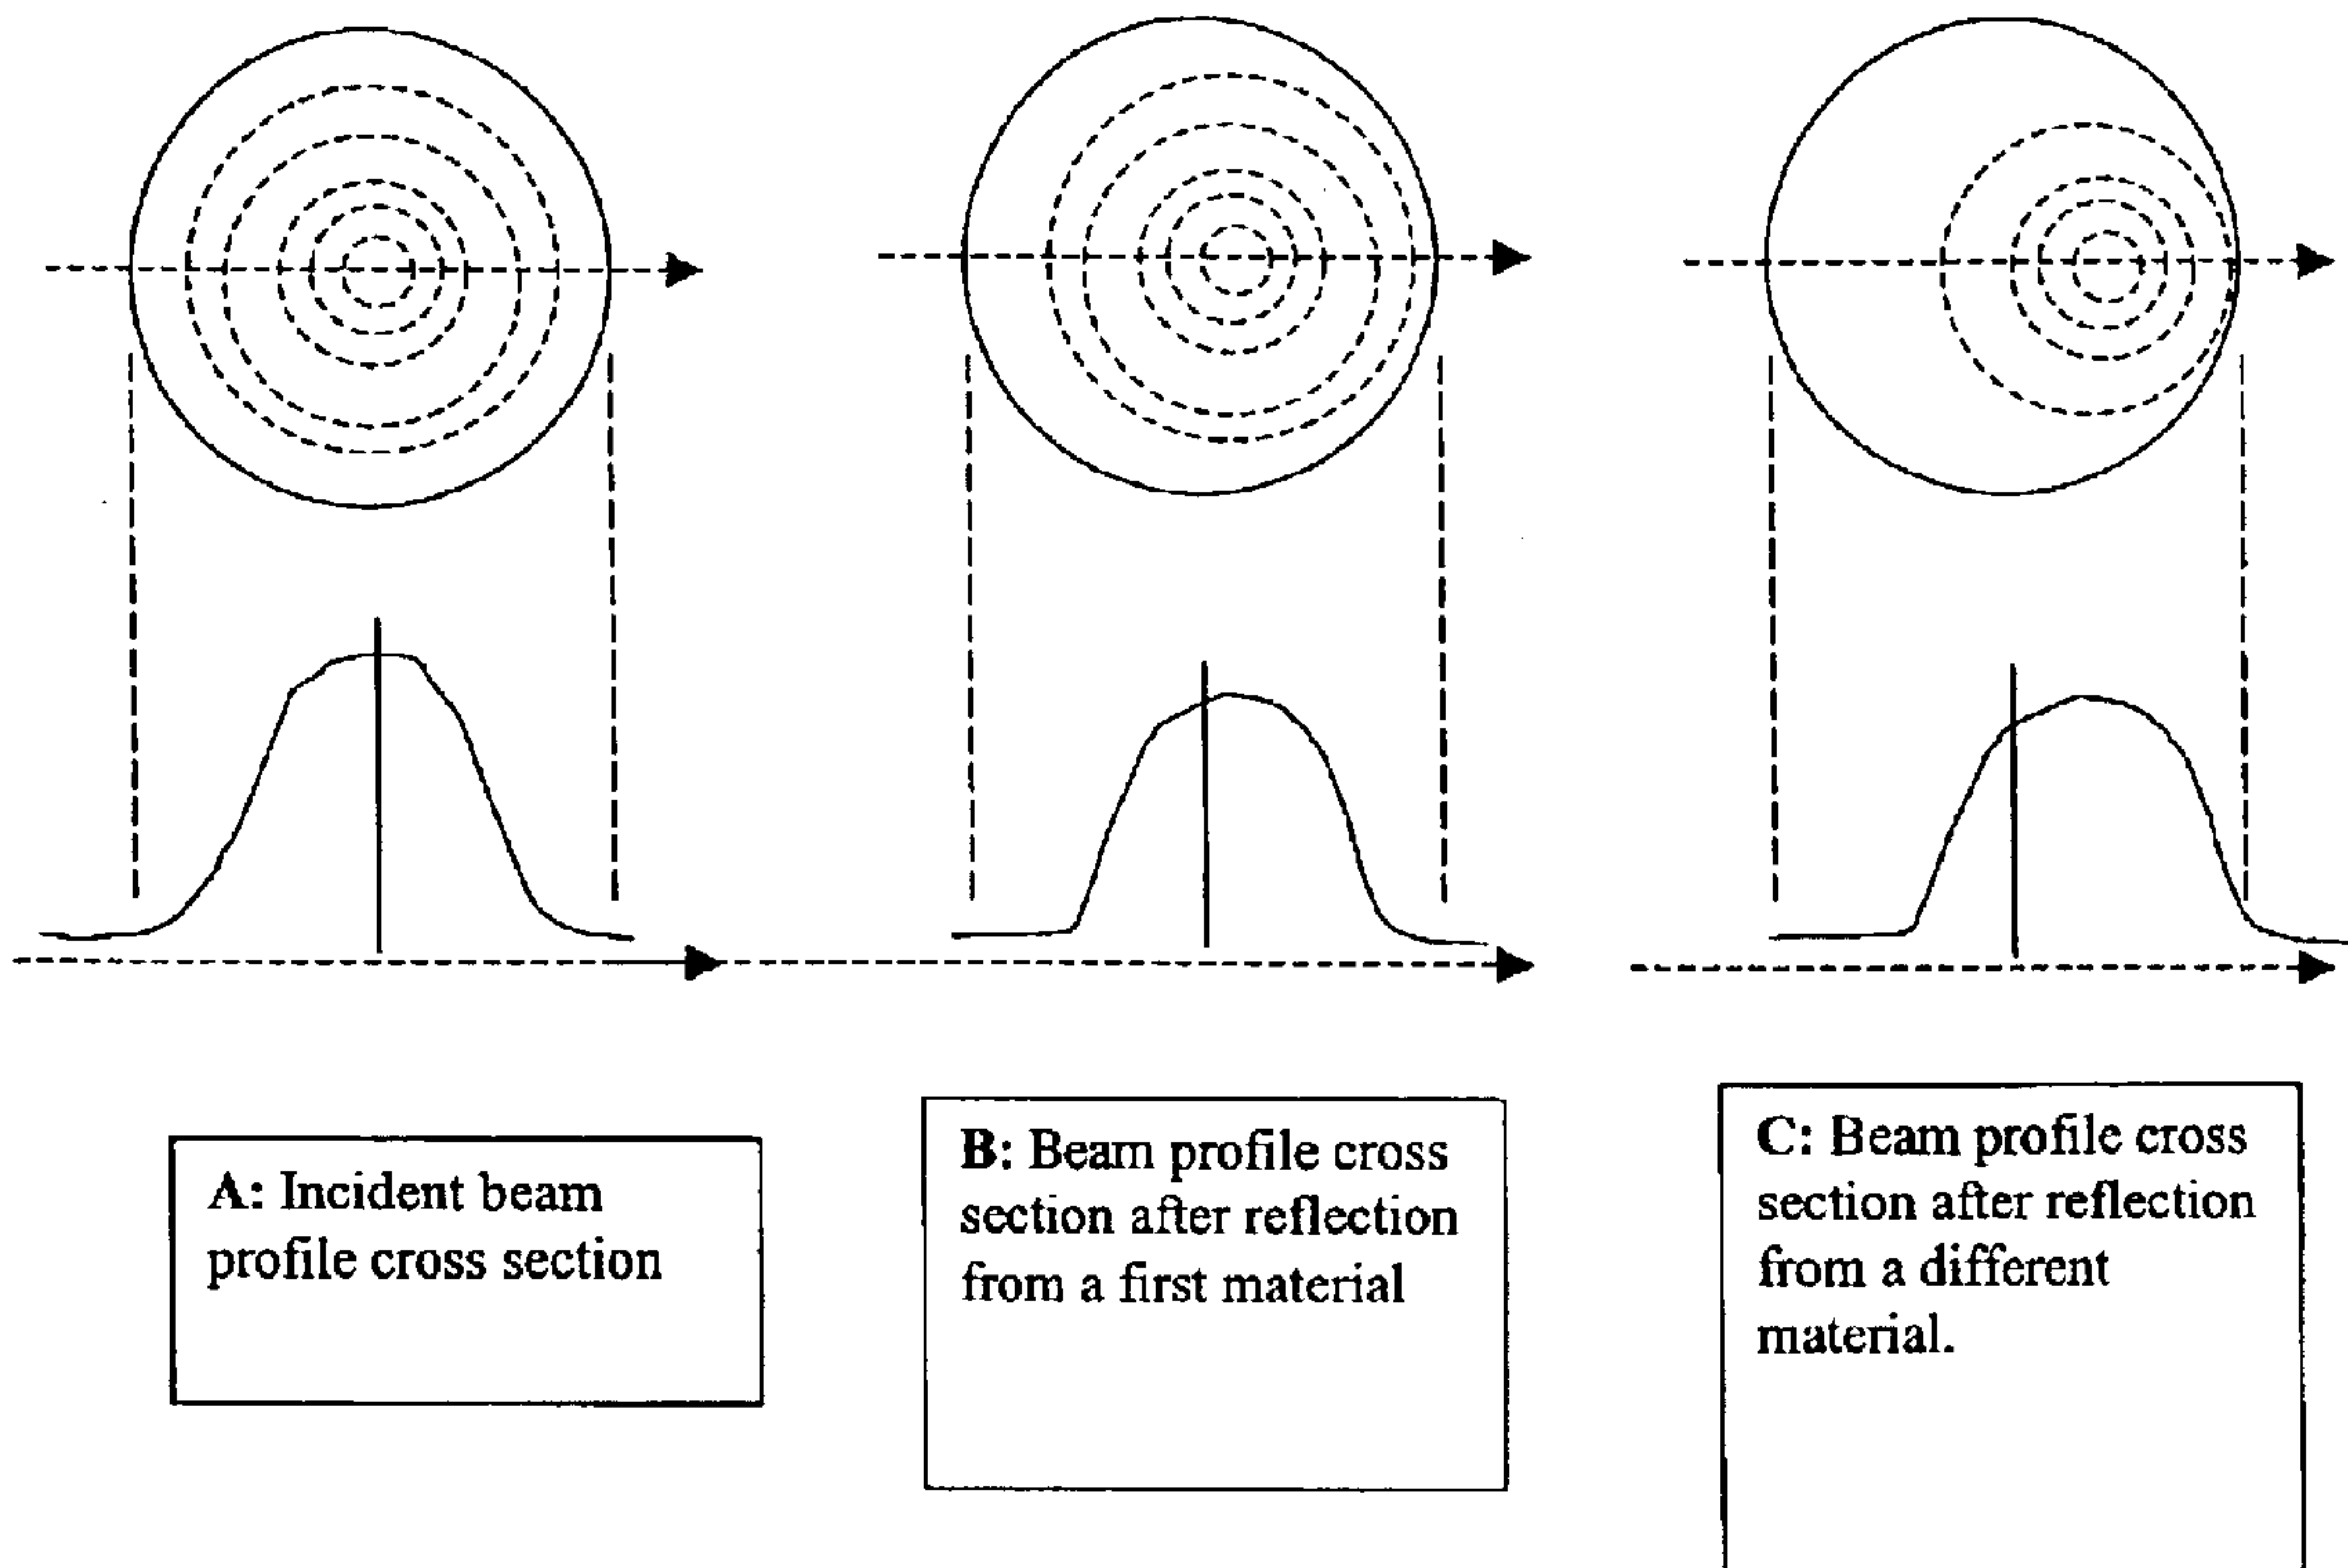 A: Incident beam
profile cross section
B: Beam profile cross
section after reflection
from a first material
C: Beam profile cross
section after reflection
from a different
material.